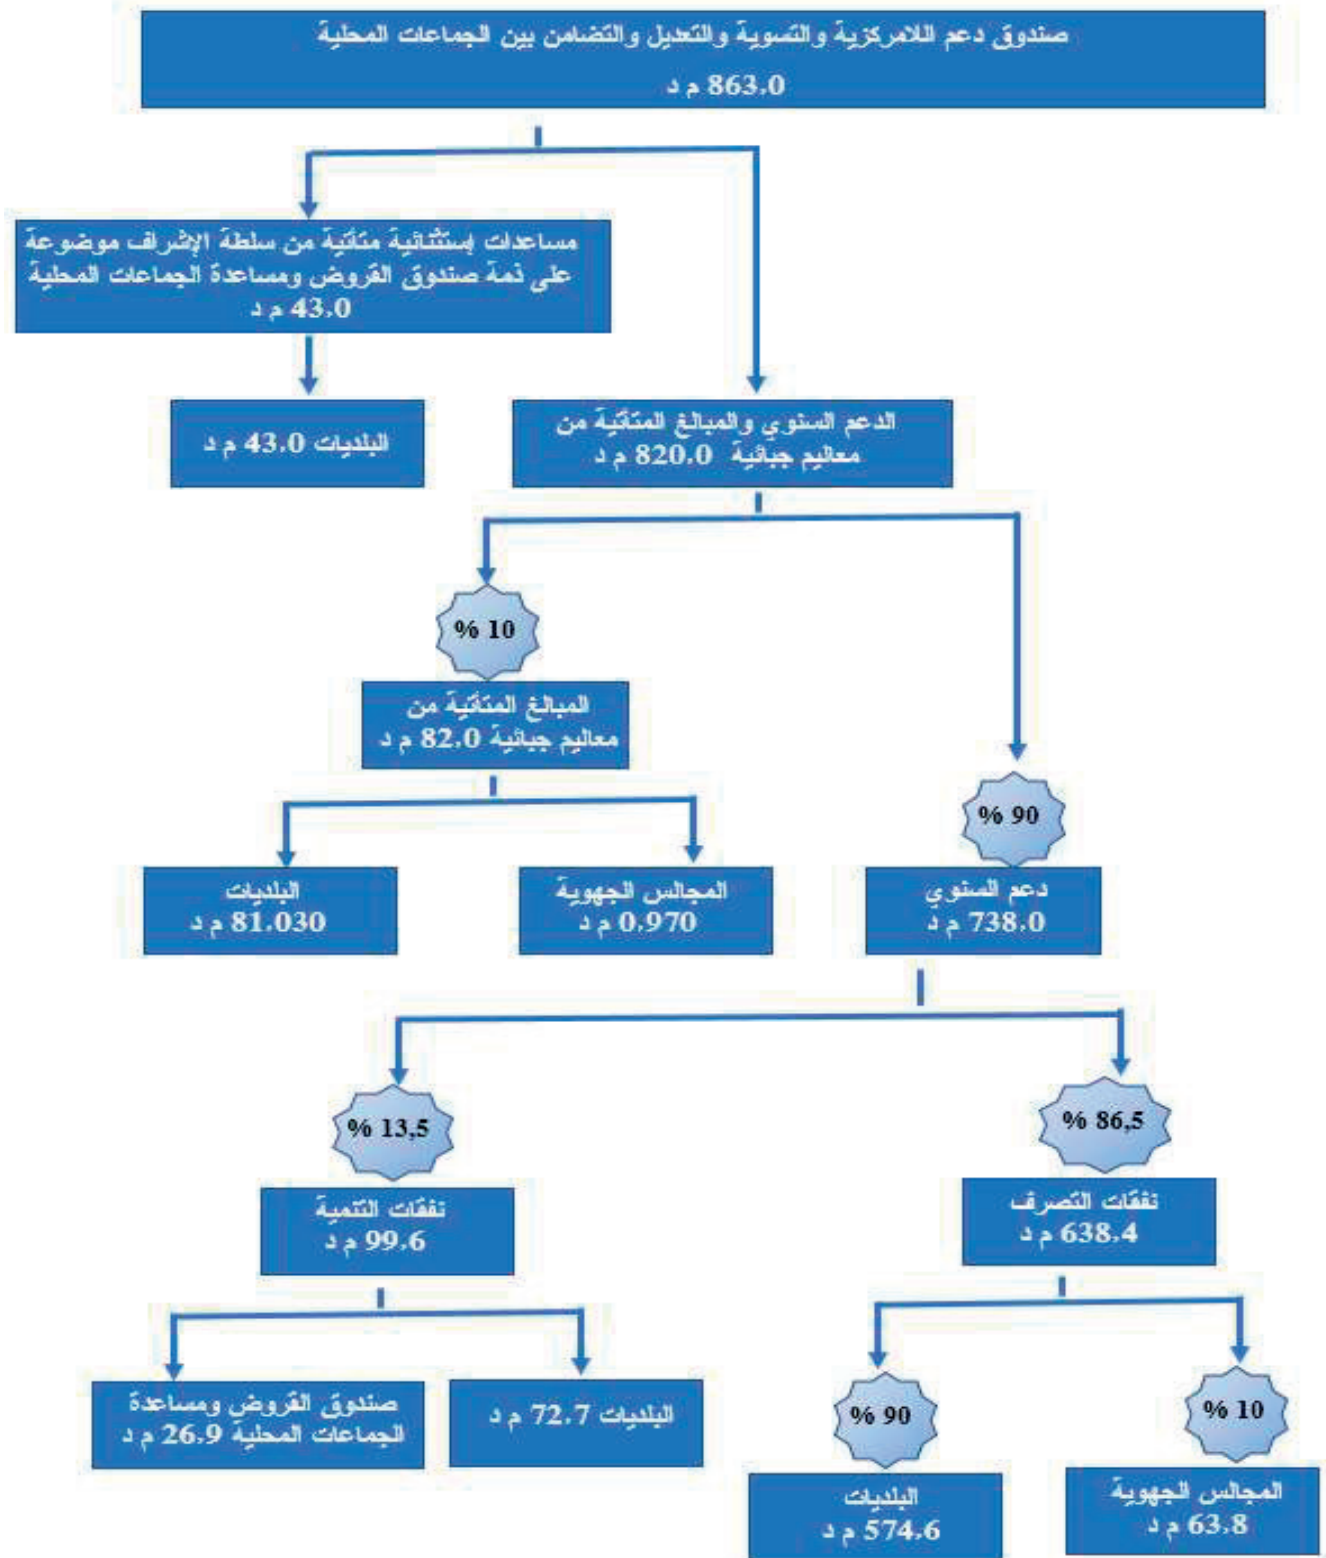 صندوق دعم اللامركزية والتسوية والتعديل والتضامن بين الجماعات المحلية
863.0 م د
مساعدات إستثنائية متأتية من سلطة الإشراف موضوعة
على ذمة صندوق القروض ومساعدة الجماعات المحلية
43.0 م د
البلديات 43.0 م د
الدعم السنوي والمبالغ المتأتية من
معاليم جبائية 820.0 م د
% 10
المبالغ المتأتية من
معاليم جبائية 82.0 م د
% 90
البلديات
81.030 م د
المجالس الجهوية
0.970 م د
دعم السنوي
738.0 م د
% 13,5
% 86,5
نفقات التنمية
99.6 م د
نفقات التصرف
638.4 م د
صندوق القروض ومساعدة
الجماعات المحلية 26.9 م د
البلديات 72.7 م د
% 90
% 10
البلديات
574.6 م د
المجالس الجهوية
63.8 م د